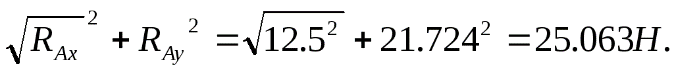 √R_Ax² + R_Ay² = √12.5² + 21.724² = 25.063H.